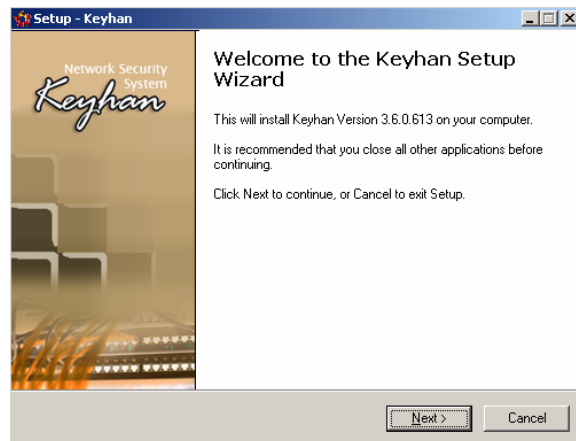 Setup - Keyhan
Network Security
System
Keyhan
Welcome to the Keyhan Setup
Wizard
This will install Keyhan Version 3.6.0.613 on your computer.
It is recommended that you close all other applications before
continuing.
Click Next to continue, or Cancel to exit Setup.
Next >
Cancel